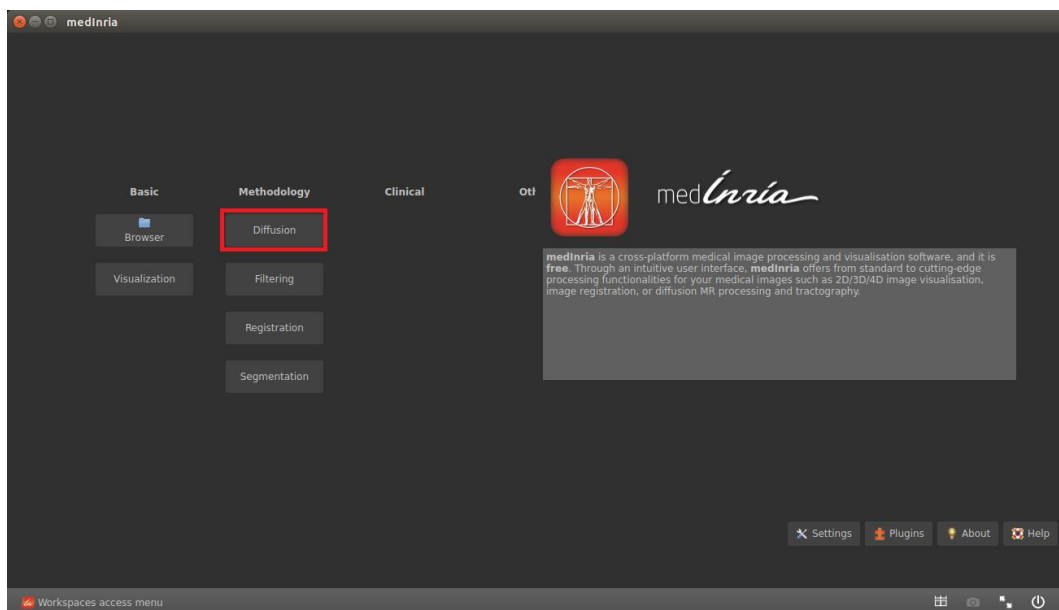 medInria
Basic
Methodology
Clinical
Oth
Browser
Visualization
Diffusion
Filtering
Registration
Segmentation
medInria
medInria is a cross-platform medical image processing and visualisation software, and it is
free. Through an intuitive user interface, medInria offers from standard to cutting-edge
processing functionalities for your medical images such as 2D/3D/4D image visualisation,
image registration, or diffusion MR processing and tractography.
Settings
Plugins
About
Help
Workspaces access menu